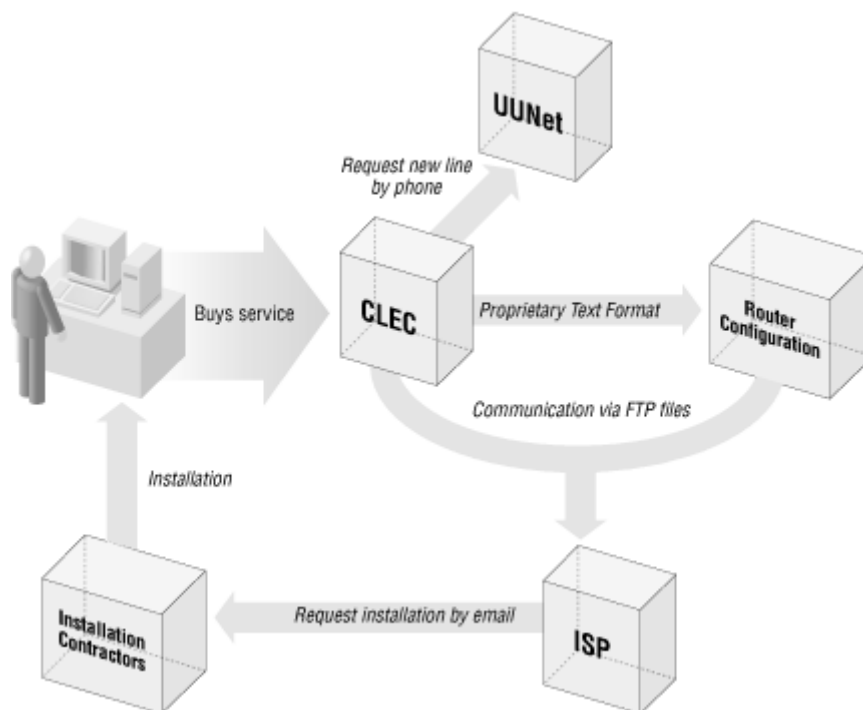 UUNet
Request new line
by phone
Buys service
CLEC
Proprietary Text Format
Router
Configuration
Communication via FTP files
Installation
Installation
Contractors
Request installation by email
ISP